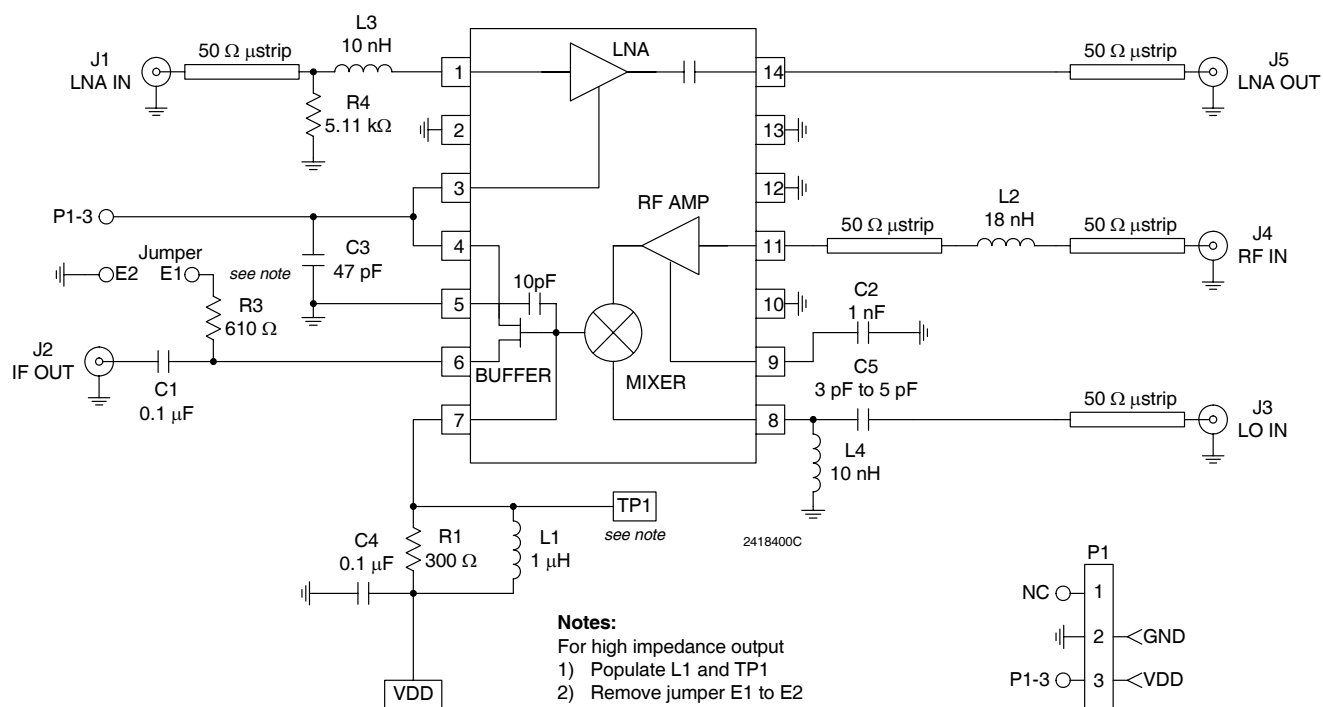 J1
LNA IN
50 Ω µstrip
L3
10 nH
R4
5.11 kΩ
LNA
J5
LNA OUT
50 Ω µstrip
1
2
3
4
5
6
7
14
13
12
11
10
9
8
P1-3
C3
47 pF
E2
Jumper
E1
see note
R3
610 Ω
J2
IF OUT
C1
0.1 µF
10pF
BUFFER
MIXER
RF AMP
50 Ω µstrip
L2
18 nH
50 Ω µstrip
J4
RF IN
C2
1 nF
C5
3 pF to 5 pF
50 Ω µstrip
J3
LO IN
L4
10 nH
TP1
see note
2418400C
C4
0.1 µF
R1
300 Ω
L1
1 µH
VDD
Notes:
For high impedance output
1) Populate L1 and TP1
2) Remove jumper E1 to E2
P1
NC
1
2
GND
P1-3
3
VDD